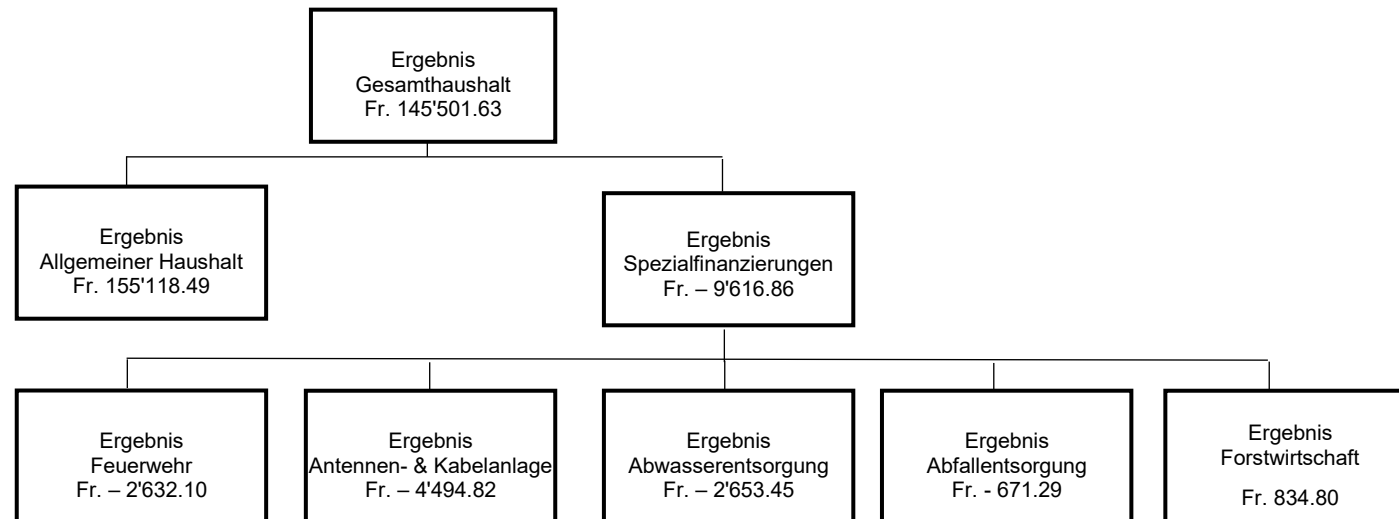 Ergebnis
Gesamthaushalt
Fr. 145'501.63
Ergebnis
Allgemeiner Haushalt
Fr. 155'118.49
Ergebnis
Spezialfinanzierungen
Fr. – 9'616.86
Ergebnis
Feuerwehr
Fr. – 2'632.10
Ergebnis
Antennen- & Kabelanlage
Fr. – 4'494.82
Ergebnis
Abwasserentsorgung
Fr. – 2'653.45
Ergebnis
Abfallentsorgung
Fr. - 671.29
Ergebnis
Forstwirtschaft
Fr. 834.80